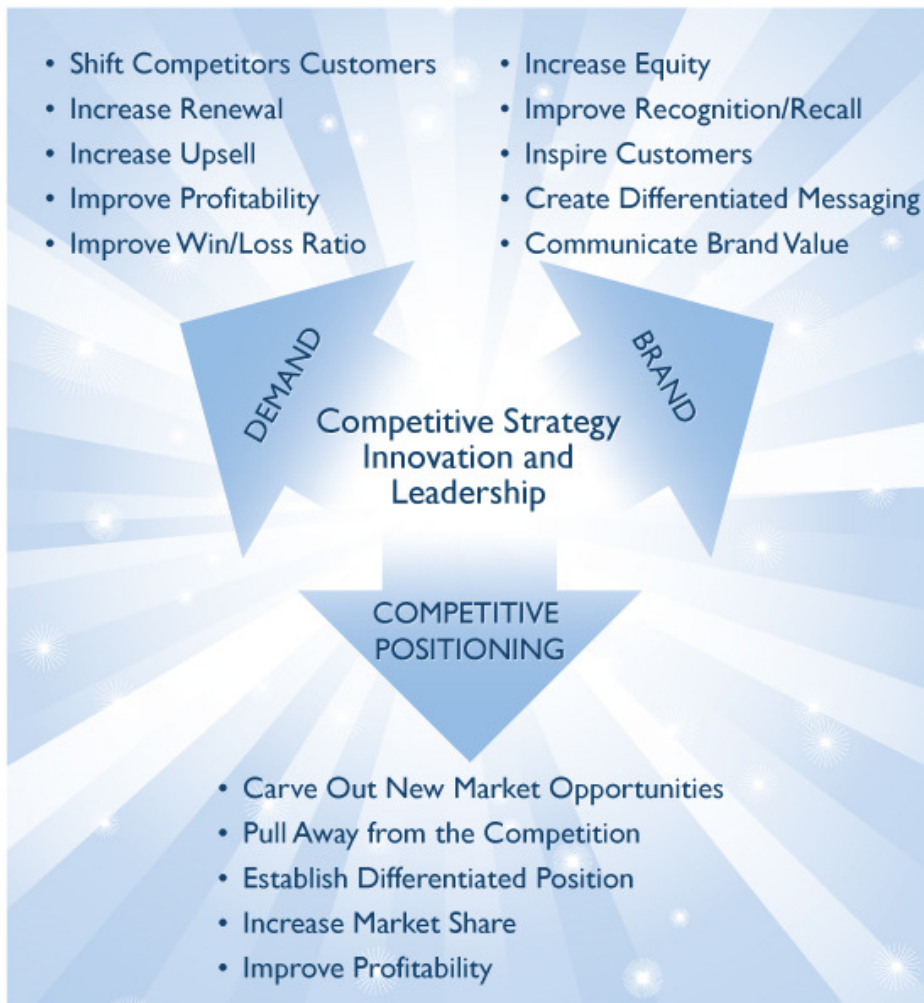 • Shift Competitors Customers
• Increase Renewal
• Increase Upsell
• Improve Profitability
• Improve Win/Loss Ratio
• Increase Equity
• Improve Recognition/Recall
• Inspire Customers
• Create Differentiated Messaging
• Communicate Brand Value
DEMAND
BRAND
Competitive Strategy
Innovation and
Leadership
COMPETITIVE
POSITIONING
• Carve Out New Market Opportunities
• Pull Away from the Competition
• Establish Differentiated Position
• Increase Market Share
• Improve Profitability